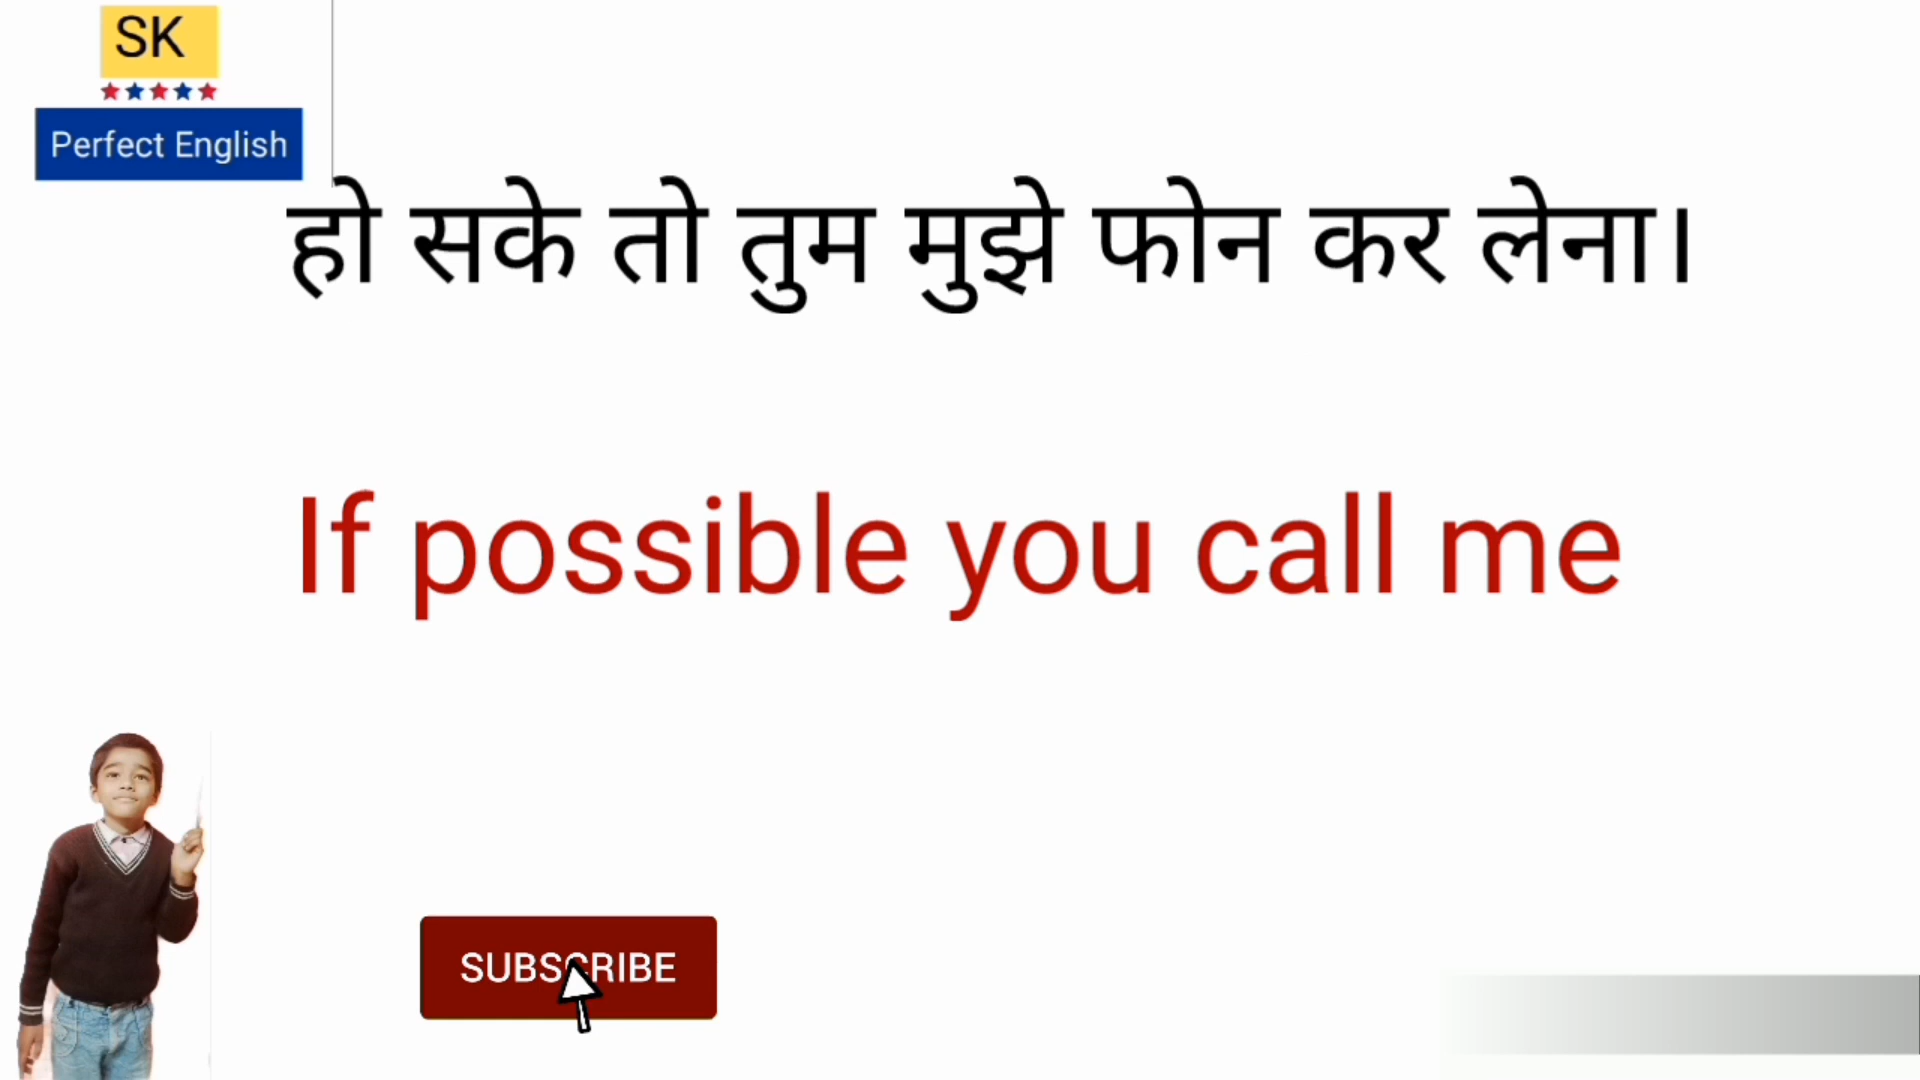 SK
Perfect English
हो सके तो तुम मुझे फोन कर लेना।
If possible you call me
SUBSCRIBE